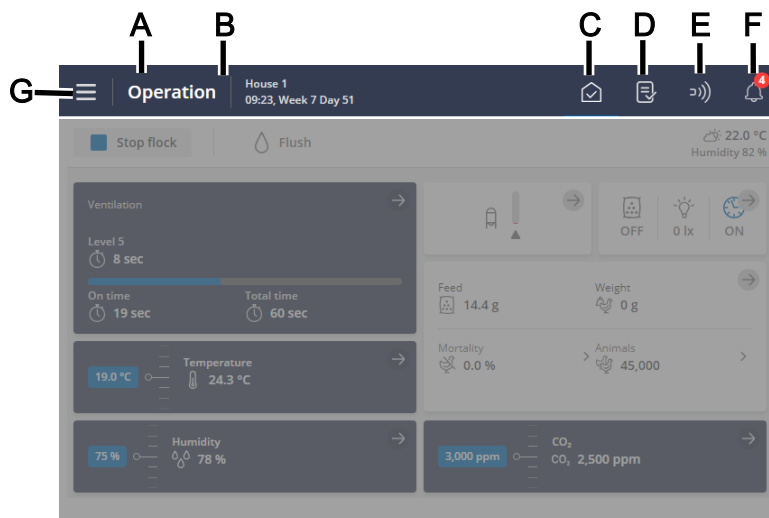 A B C D E F
G
Operation
House 1
09:23, Week 7 Day 51
4
Stop flock
Flush
22.0 °C
Humidity 82 %
Ventilation
Level 5
8 sec
On time
19 sec
Total time
60 sec
OFF
0 lx
ON
Feed
14.4 g
Weight
0 g
Mortality
0.0 %
Animals
45,000
19.0 °C
Temperature
24.3 °C
75 %
Humidity
78 %
3,000 ppm
CO₂
CO₂ 2,500 ppm